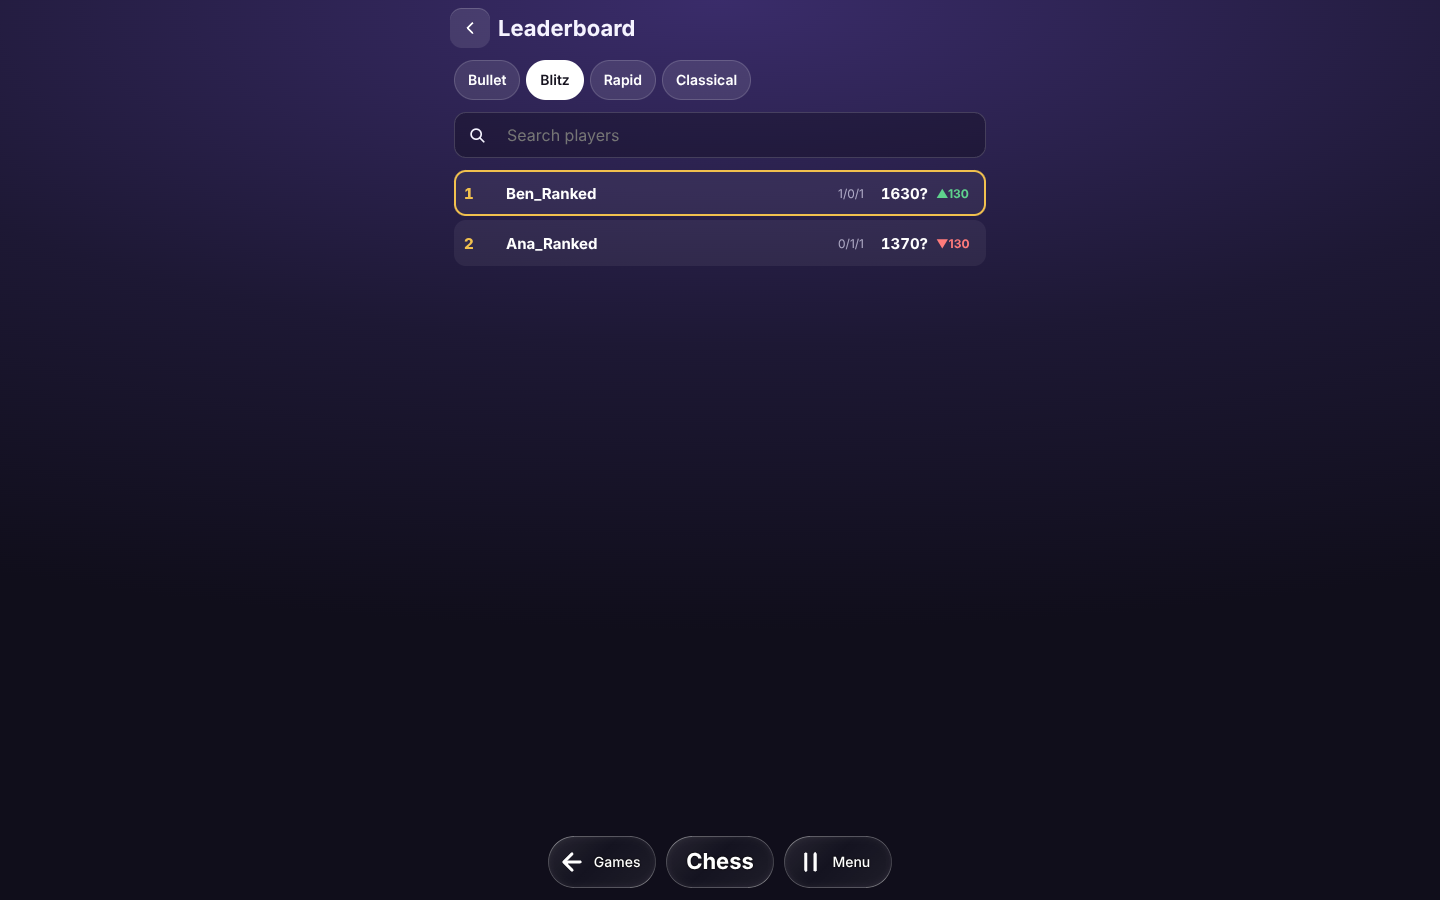 Leaderboard
Bullet Blitz Rapid Classical
Search players
1 Ben_Ranked 1/0/1 1630? ▲130
2 Ana_Ranked 0/1/1 1370? ▼130
Games Chess Menu